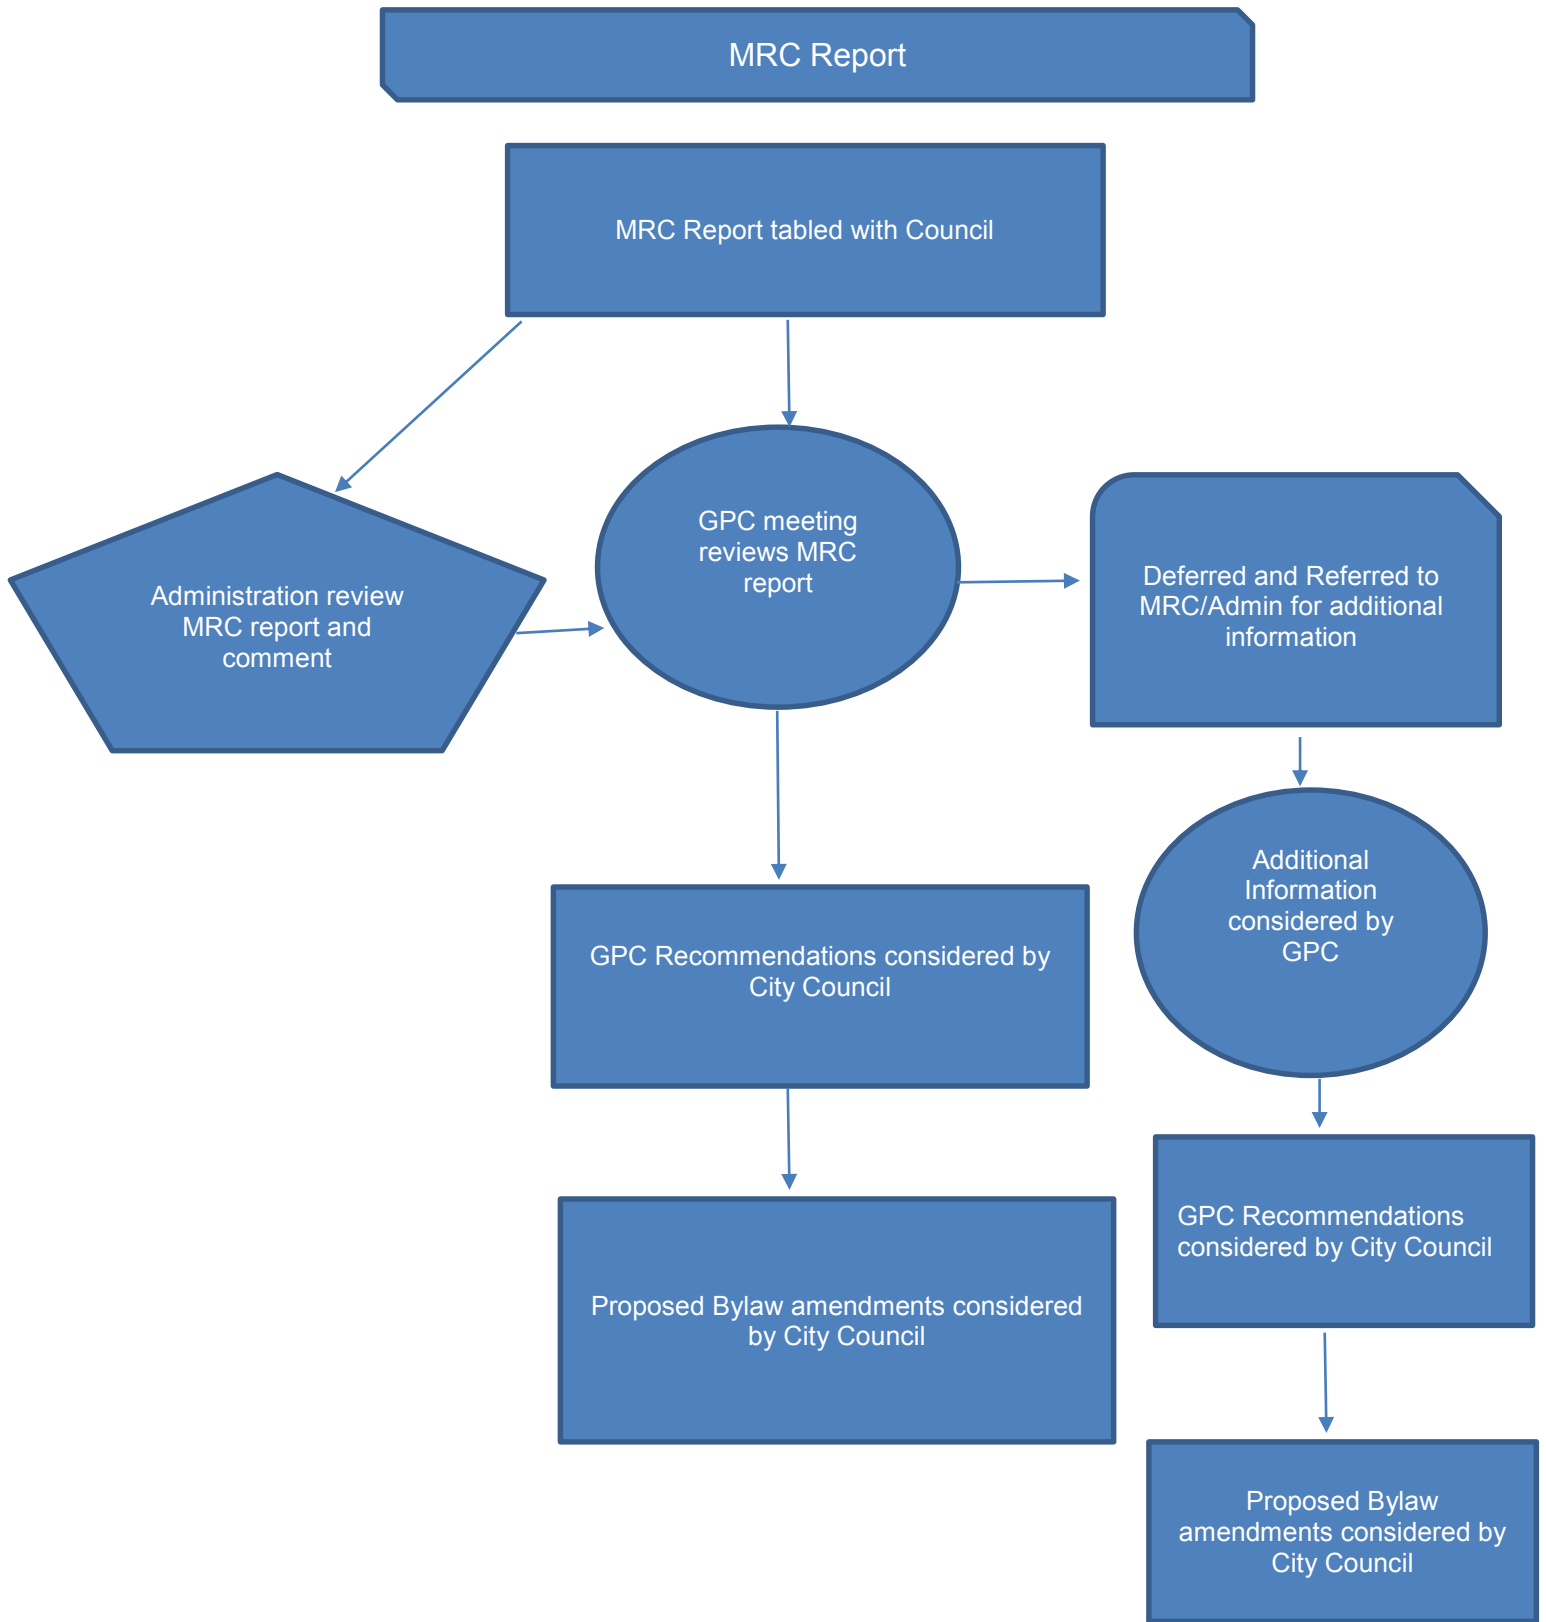 MRC Report
MRC Report tabled with Council
GPC meeting
reviews MRC
report
Administration review
MRC report and
comment
Deferred and Referred to
MRC/Admin for additional
information
Additional
Information
considered by
GPC
GPC Recommendations considered by
City Council
GPC Recommendations
considered by City Council
Proposed Bylaw amendments considered
by City Council
Proposed Bylaw
amendments considered by
City Council